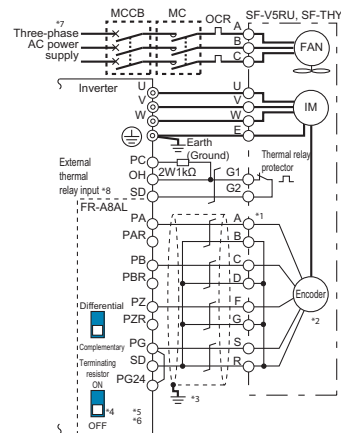 *7
MCCB MC OCR SF-V5RU, SF-THY
Three-phase
AC power
supply
A
B
C
FAN
Inverter
U
V
W
U
V
W
E
IM
Earth
(Ground)
External
thermal
relay input *8
PC
OH
SD
2W1kΩ
G1
G2
Thermal relay
protector
FR-A8AL
PA
PAR
PB
PBR
PZ
PZR
PG
SD
PG24
A *1
B
C
D
F
G
S
R
Encoder
*2
Differential
Complementary
Terminating
resistor
ON
*4
OFF
*5
*6
*3